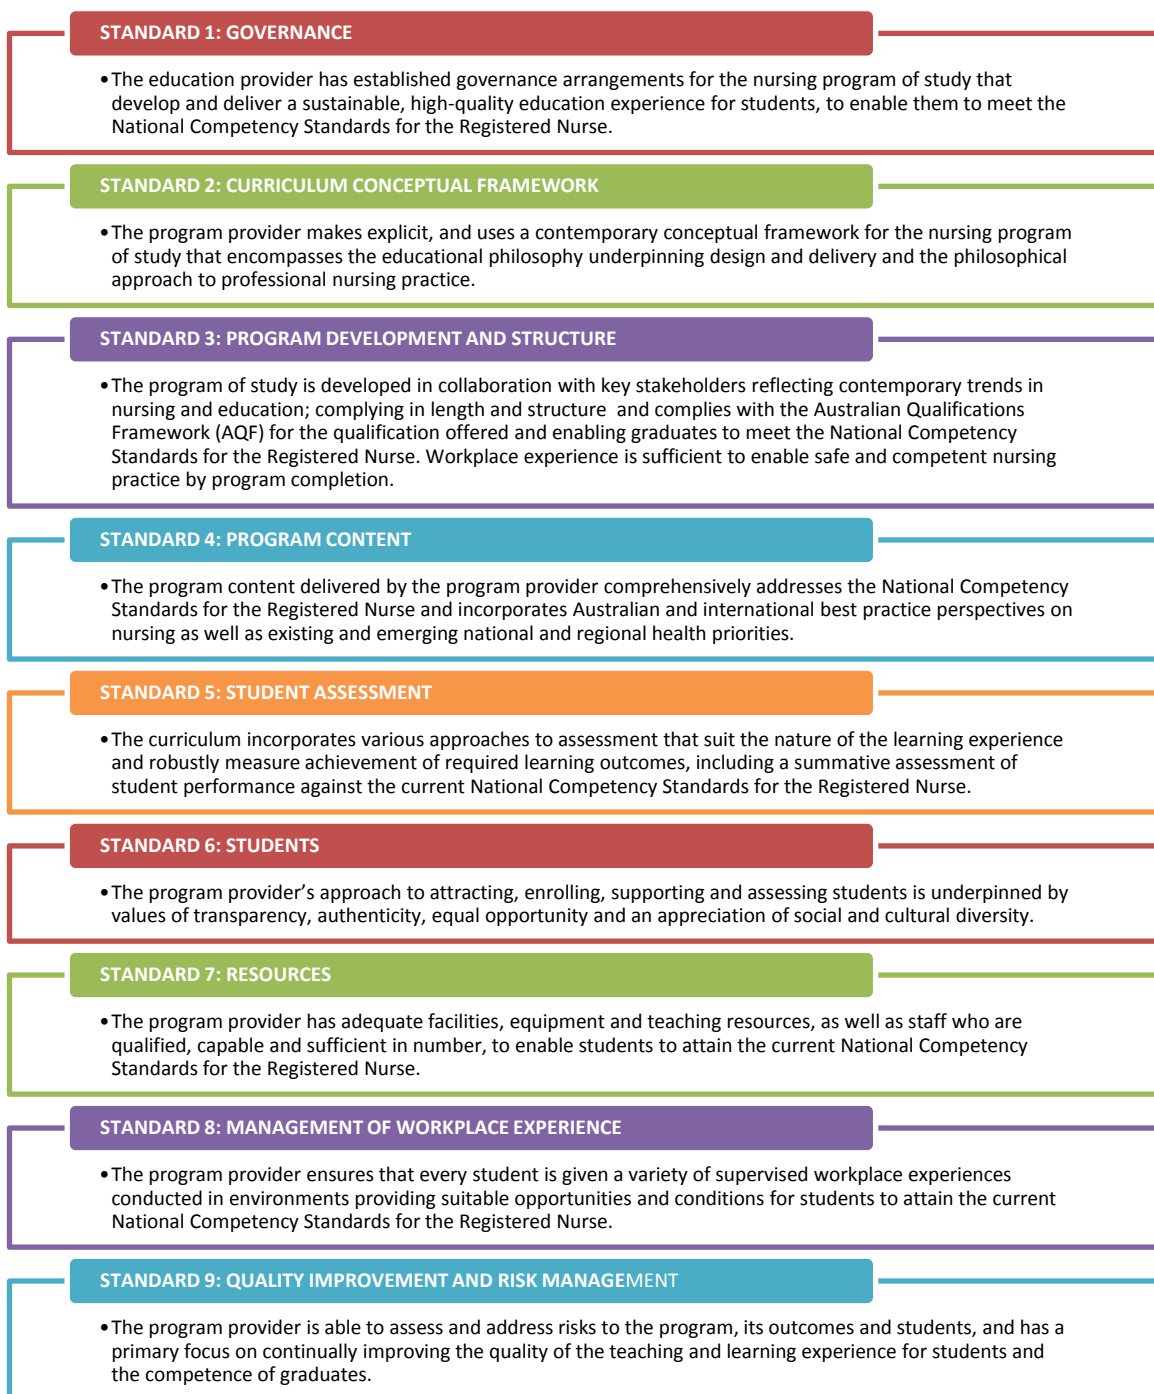 STANDARD 1: GOVERNANCE
•The education provider has established governance arrangements for the nursing program of study that
develop and deliver a sustainable, high-quality education experience for students, to enable them to meet the
National Competency Standards for the Registered Nurse.
STANDARD 2: CURRICULUM CONCEPTUAL FRAMEWORK
•The program provider makes explicit, and uses a contemporary conceptual framework for the nursing program
of study that encompasses the educational philosophy underpinning design and delivery and the philosophical
approach to professional nursing practice.
STANDARD 3: PROGRAM DEVELOPMENT AND STRUCTURE
•The program of study is developed in collaboration with key stakeholders reflecting contemporary trends in
nursing and education; complying in length and structure and complies with the Australian Qualifications
Framework (AQF) for the qualification offered and enabling graduates to meet the National Competency
Standards for the Registered Nurse. Workplace experience is sufficient to enable safe and competent nursing
practice by program completion.
STANDARD 4: PROGRAM CONTENT
•The program content delivered by the program provider comprehensively addresses the National Competency
Standards for the Registered Nurse and incorporates Australian and international best practice perspectives on
nursing as well as existing and emerging national and regional health priorities.
STANDARD 5: STUDENT ASSESSMENT
•The curriculum incorporates various approaches to assessment that suit the nature of the learning experience
and robustly measure achievement of required learning outcomes, including a summative assessment of
student performance against the current National Competency Standards for the Registered Nurse.
STANDARD 6: STUDENTS
•The program provider’s approach to attracting, enrolling, supporting and assessing students is underpinned by
values of transparency, authenticity, equal opportunity and an appreciation of social and cultural diversity.
STANDARD 7: RESOURCES
•The program provider has adequate facilities, equipment and teaching resources, as well as staff who are
qualified, capable and sufficient in number, to enable students to attain the current National Competency
Standards for the Registered Nurse.
STANDARD 8: MANAGEMENT OF WORKPLACE EXPERIENCE
•The program provider ensures that every student is given a variety of supervised workplace experiences
conducted in environments providing suitable opportunities and conditions for students to attain the current
National Competency Standards for the Registered Nurse.
STANDARD 9: QUALITY IMPROVEMENT AND RISK MANAGEMENT
•The program provider is able to assess and address risks to the program, its outcomes and students, and has a
primary focus on continually improving the quality of the teaching and learning experience for students and
the competence of graduates.